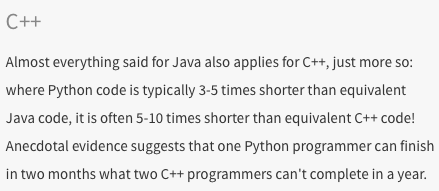 C++
Almost everything said for Java also applies for C++, just more so:
where Python code is typically 3-5 times shorter than equivalent
Java code, it is often 5-10 times shorter than equivalent C++ code!
Anecdotal evidence suggests that one Python programmer can finish
in two months what two C++ programmers can't complete in a year.